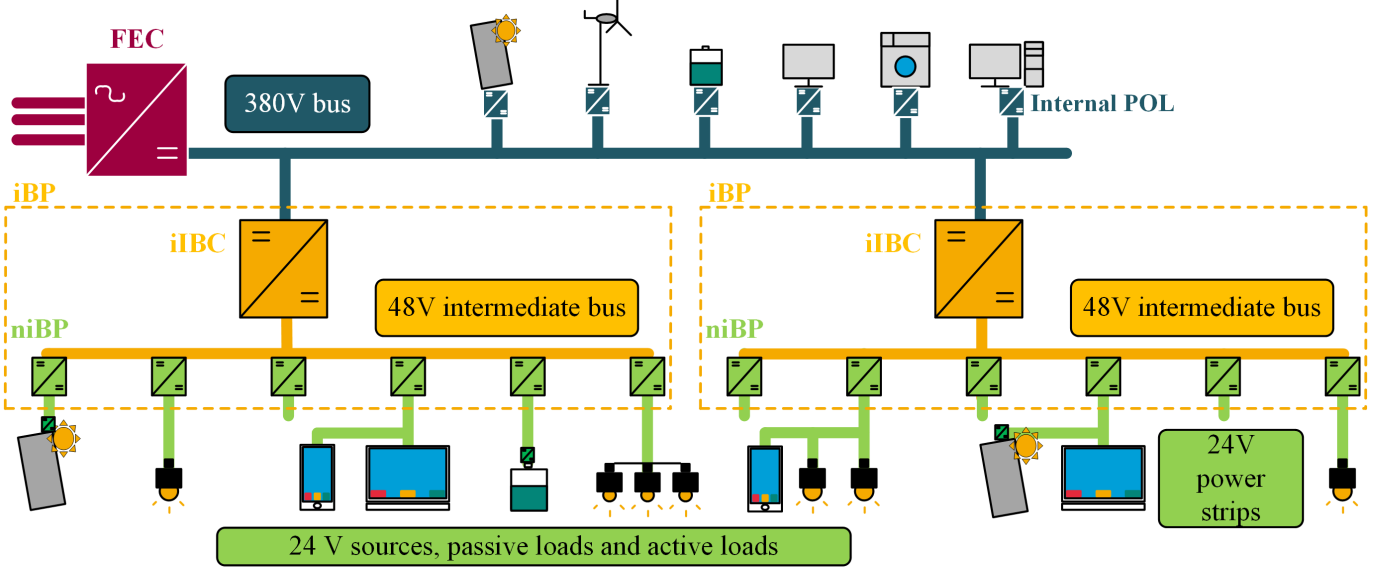 FEC
380V bus
Internal POL
iBP
iBP
iIBC
iIBC
48V intermediate bus
48V intermediate bus
niBP
niBP
24V
power
strips
24 V sources, passive loads and active loads